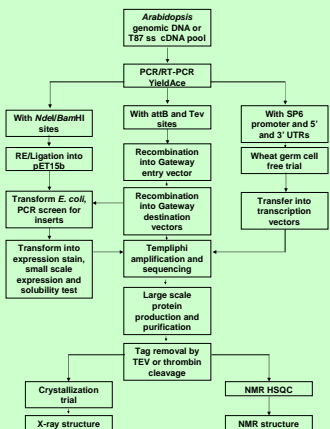 Arabidopsis
genomic DNA or
T87 ss cDNA pool
PCR/RT-PCR
YieldAce
With NdeI/BamHI
sites
With attB and Tev
sites
With SP6
promoter and 5'
and 3' UTRs
RE/Ligation into
pET15b
Recombination
into Gateway
entry vector
Wheat germ cell
free trial
Transform E. coli,
PCR screen for
inserts
Recombination
into Gateway
destination
vectors
Transfer into
transcription
vectors
Transform into
expression stain,
small scale
expression and
solubility test
Templiphi
amplification and
sequencing
Large scale
protein
production and
purification
Tag removal by
TEV or thrombin
cleavage
Crystallization
trial
NMR HSQC
X-ray structure
NMR structure